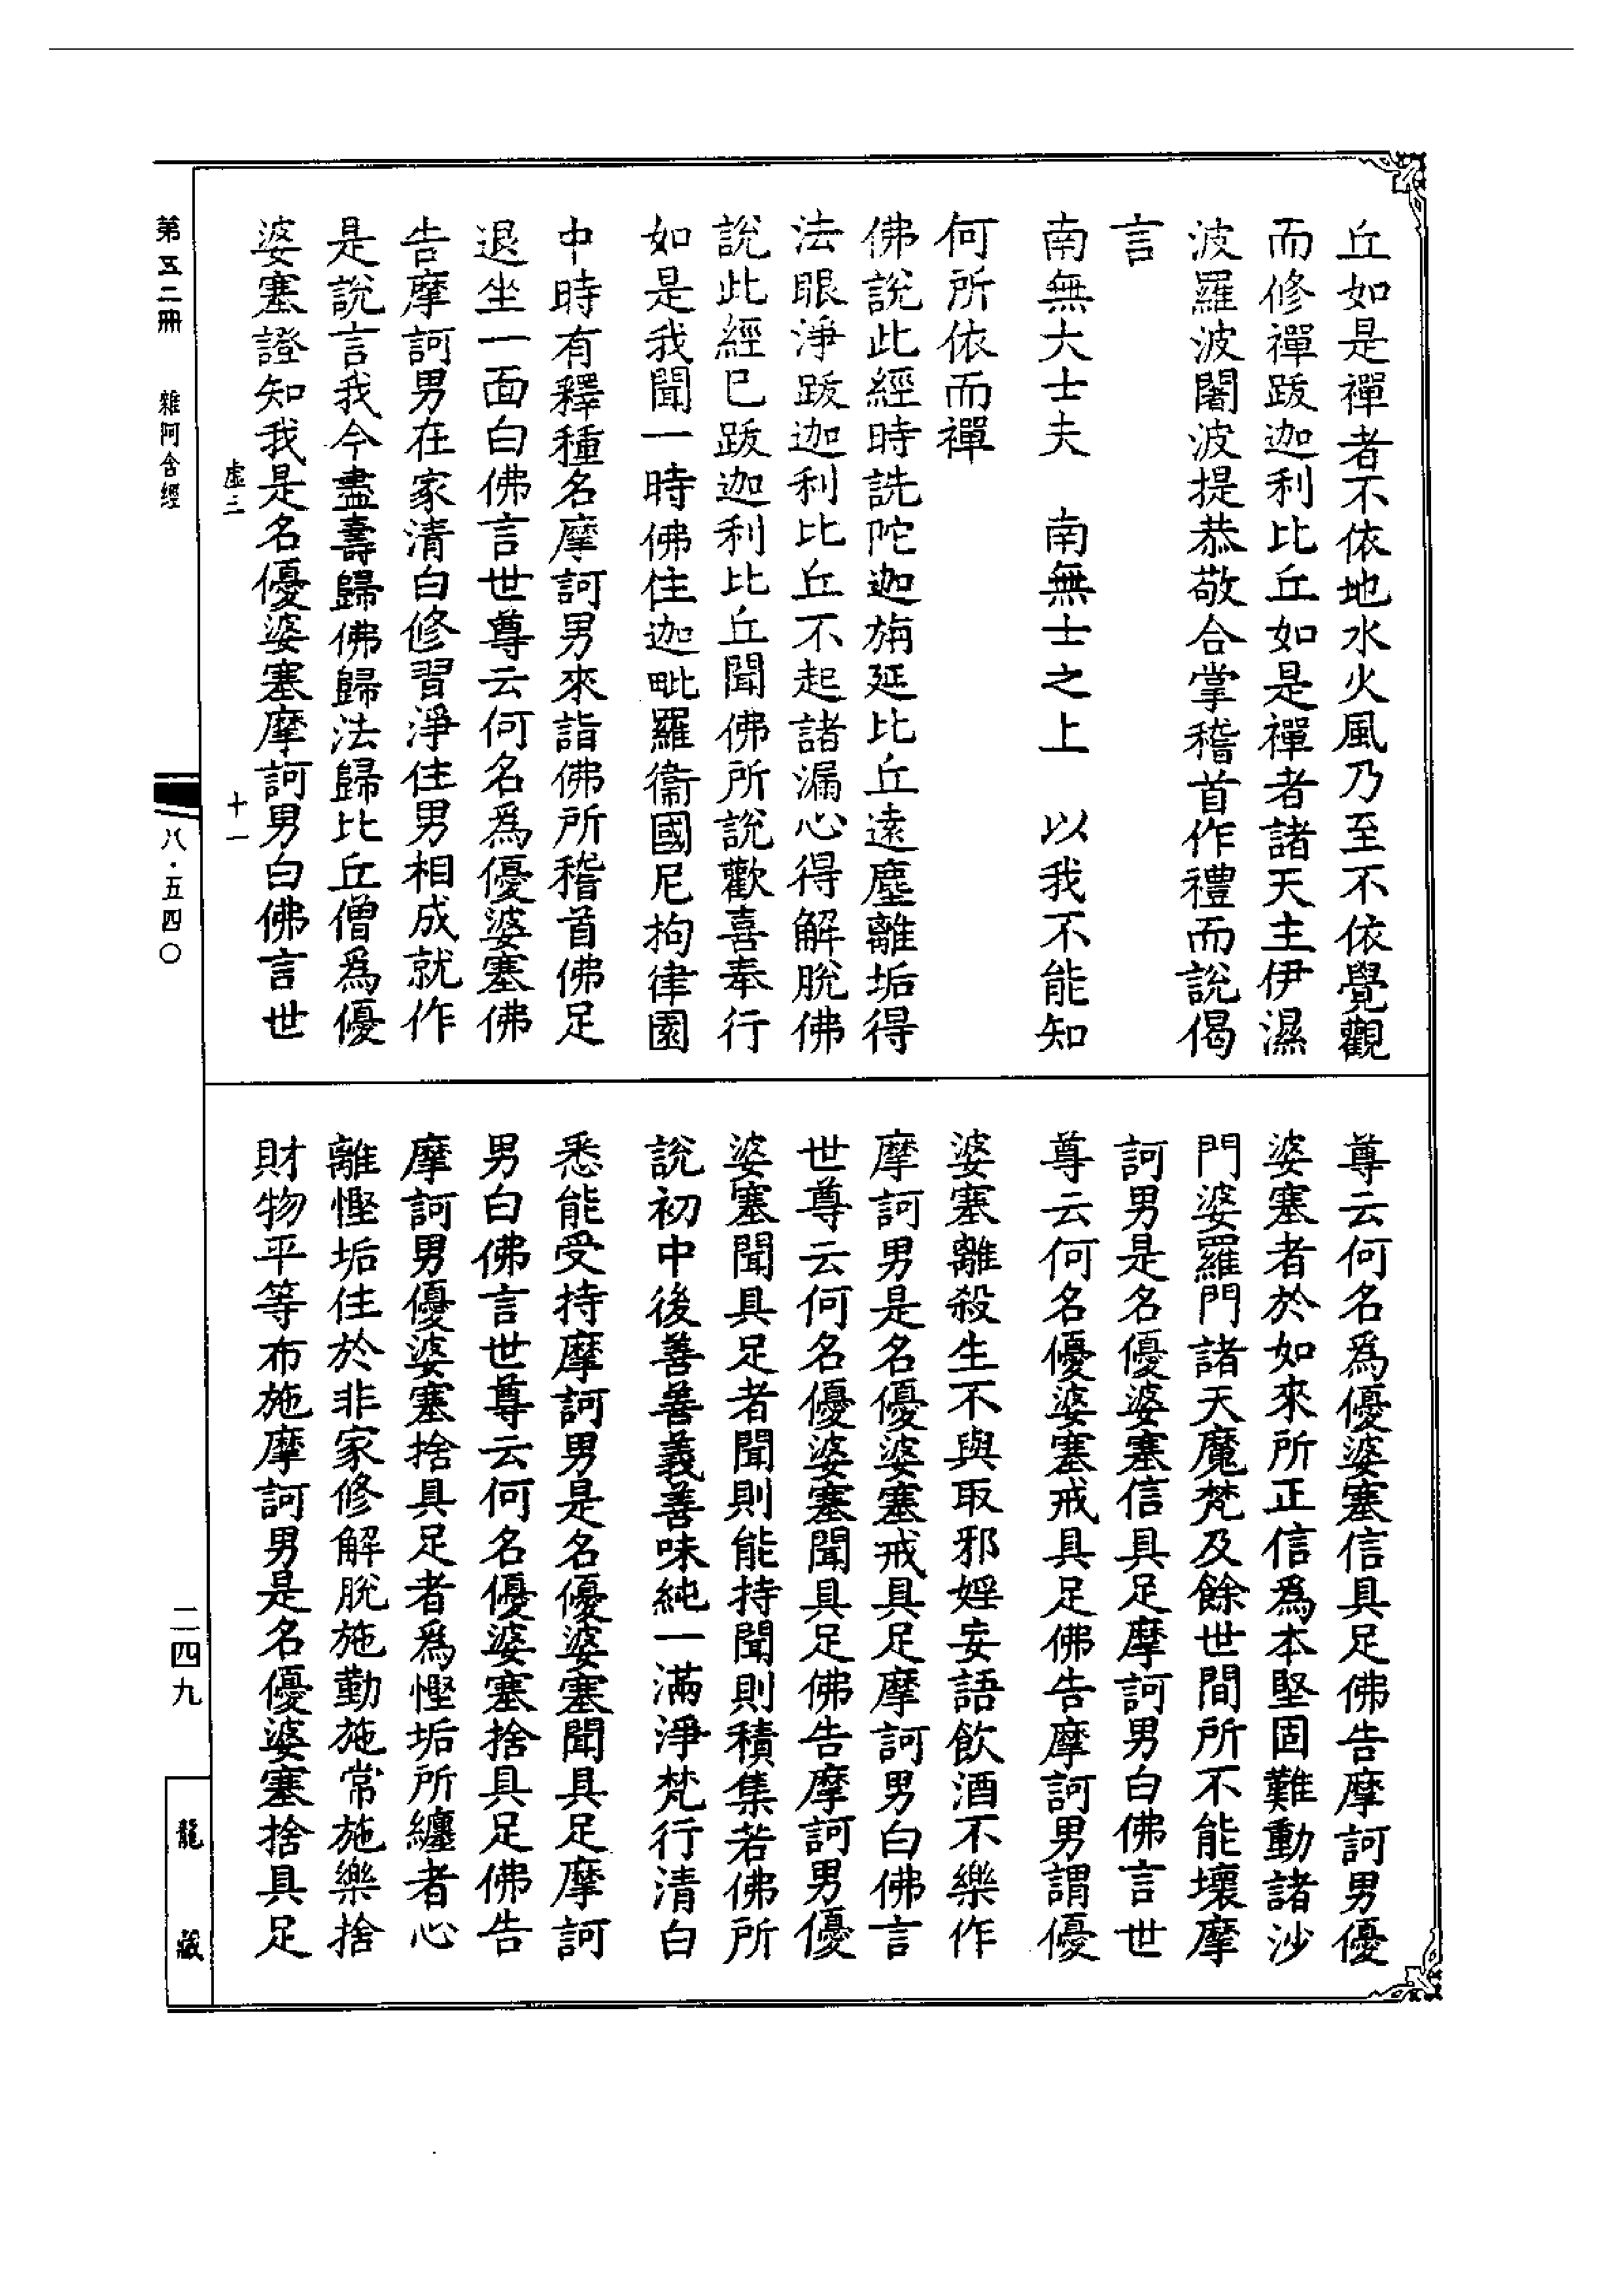 丘如是禪者不依地水火風乃至不依覺觀
而修禪跋迦利比丘如是禪者諸天主伊濕
波羅波闍波提恭敬合掌稽首作禮而說偈
言
南無大士夫　南無士之上　以我不能知
何所依而禪
佛說此經時詵陀迦旃延比丘遠塵離垢得
法眼淨跋迦利比丘不起諸漏心得解脫佛
說此經已跋迦利比丘聞佛所說歡喜奉行
如是我聞一時佛住迦毗羅衞國尼拘律園
中時有釋種名摩訶男來詣佛所稽首佛足
退坐一面白佛言世尊云何名爲優婆塞佛
告摩訶男在家清白修習淨住男相成就作
是說言我今盡壽歸佛歸法歸比丘僧爲優
婆塞證知我是名優婆塞摩訶男白佛言世
尊云何名爲優婆塞信具足佛告摩訶男優
婆塞者於如來所正信爲本堅固難動諸沙
門婆羅門諸天魔梵及餘世間所不能壞摩
訶男是名優婆塞信具足摩訶男白佛言世
尊云何名優婆塞戒具足佛告摩訶男謂優
婆塞離殺生不與取邪婬妄語飲酒不樂作
摩訶男是名優婆塞戒具足摩訶男白佛言
世尊云何名優婆塞聞具足佛告摩訶男優
婆塞聞具足者聞則能持聞則積集若佛所
說初中後善善義善味純一滿淨梵行清白
悉能受持摩訶男是名優婆塞聞具足摩訶
男白佛言世尊云何名優婆塞捨具足佛告
摩訶男優婆塞捨具足者爲慳垢所纏者心
離慳垢住於非家修解脫施勤施常施樂捨
財物平等布施摩訶男是名優婆塞捨具足
虛三　十一
第五二冊　雜阿含經　八・五四〇
二四九　龍藏